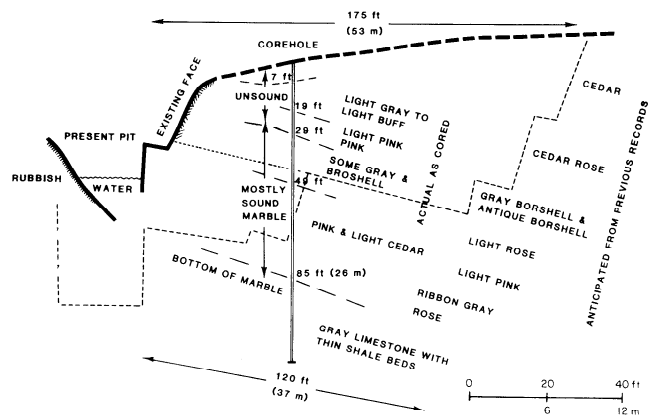 175 ft
(53 m)
COREHOLE
7 ft
UNSOUND
EXISTING FACE
19 ft
LIGHT GRAY TO
LIGHT BUFF
CEDAR
PRESENT PIT
29 ft
LIGHT PINK
PINK
RUBBISH
WATER
SOME GRAY &
BROSHELL
49 ft
ACTUAL AS CORED
CEDAR ROSE
MOSTLY
SOUND
MARBLE
GRAY BORSHELL &
ANTIQUE BORSHELL
PINK & LIGHT CEDAR
LIGHT ROSE
ANTICIPATED FROM PREVIOUS RECORDS
BOTTOM OF MARBLE
85 ft (26 m)
LIGHT PINK
RIBBON GRAY
ROSE
GRAY LIMESTONE WITH
THIN SHALE BEDS
120 ft
(37 m)
0 20 40 ft
G 12 m